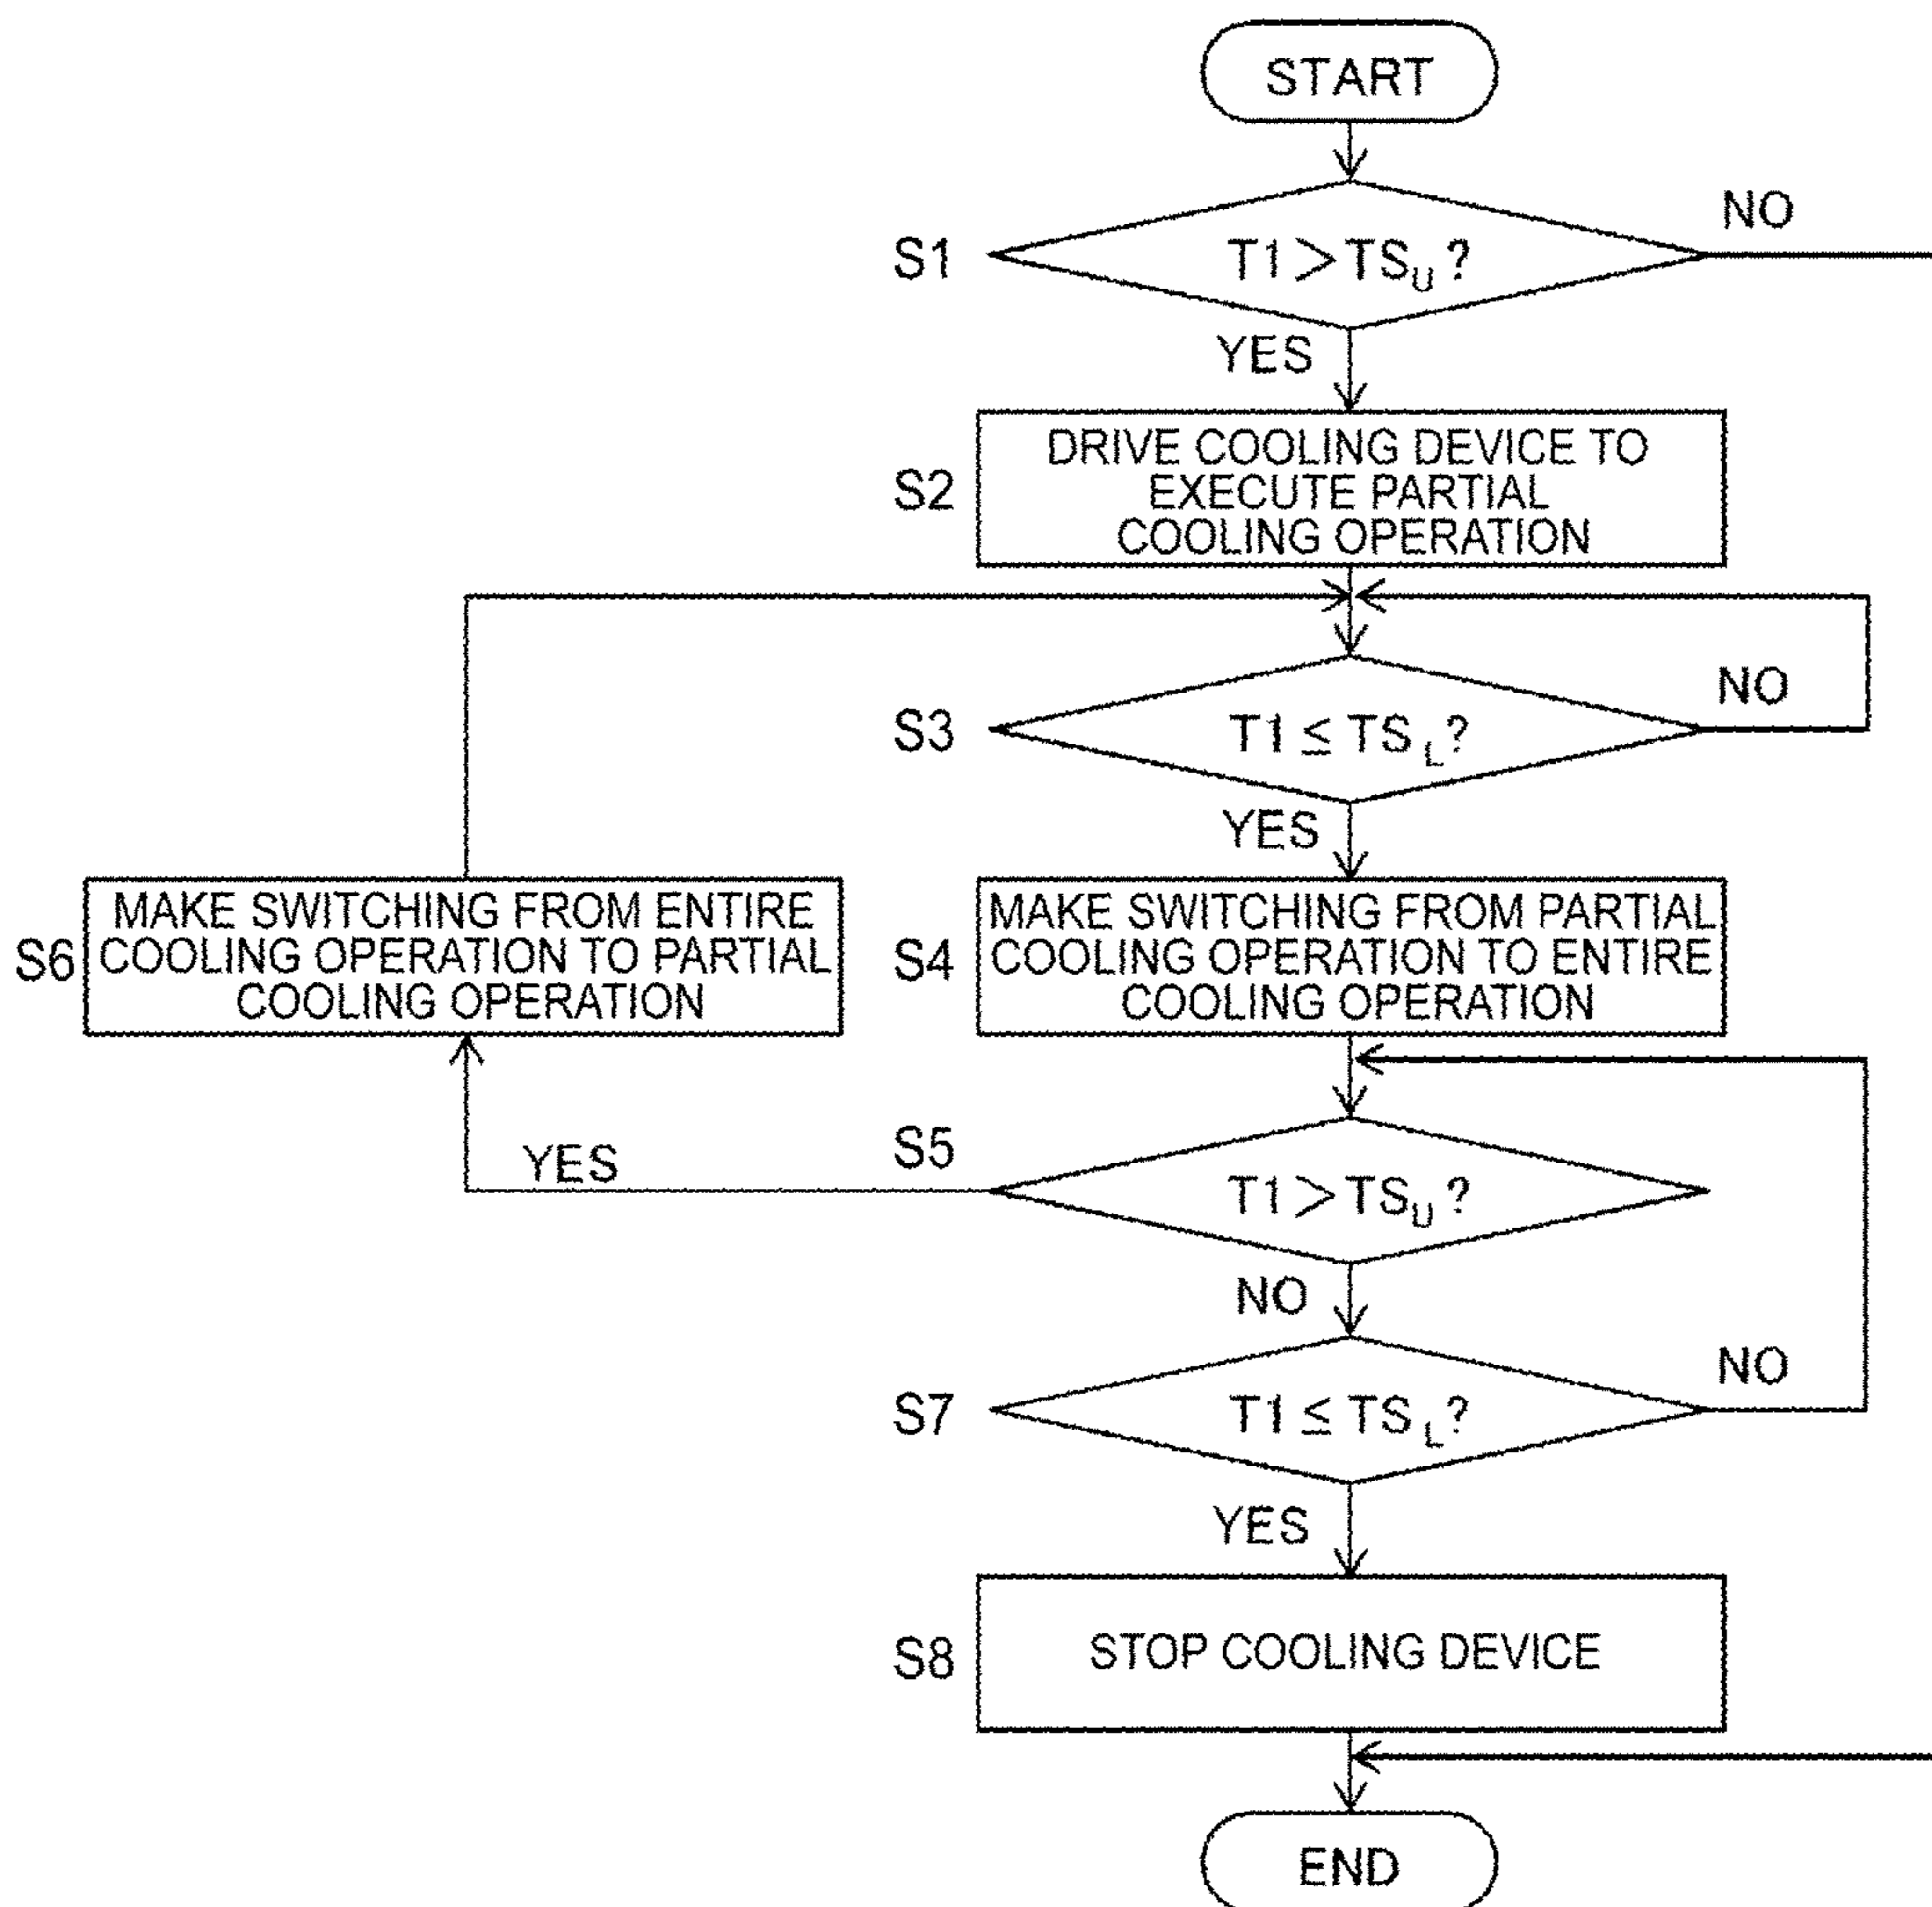 START
S1
T1>TSU?
NO
YES
S2
DRIVE COOLING DEVICE TO
EXECUTE PARTIAL
COOLING OPERATION
S3
T1≦TSL?
NO
YES
S6
MAKE SWITCHING FROM ENTIRE
COOLING OPERATION TO PARTIAL
COOLING OPERATION
S4
MAKE SWITCHING FROM PARTIAL
COOLING OPERATION TO ENTIRE
COOLING OPERATION
S5
YES
T1>TSU?
NO
S7
T1≦TSL?
NO
YES
S8
STOP COOLING DEVICE
END